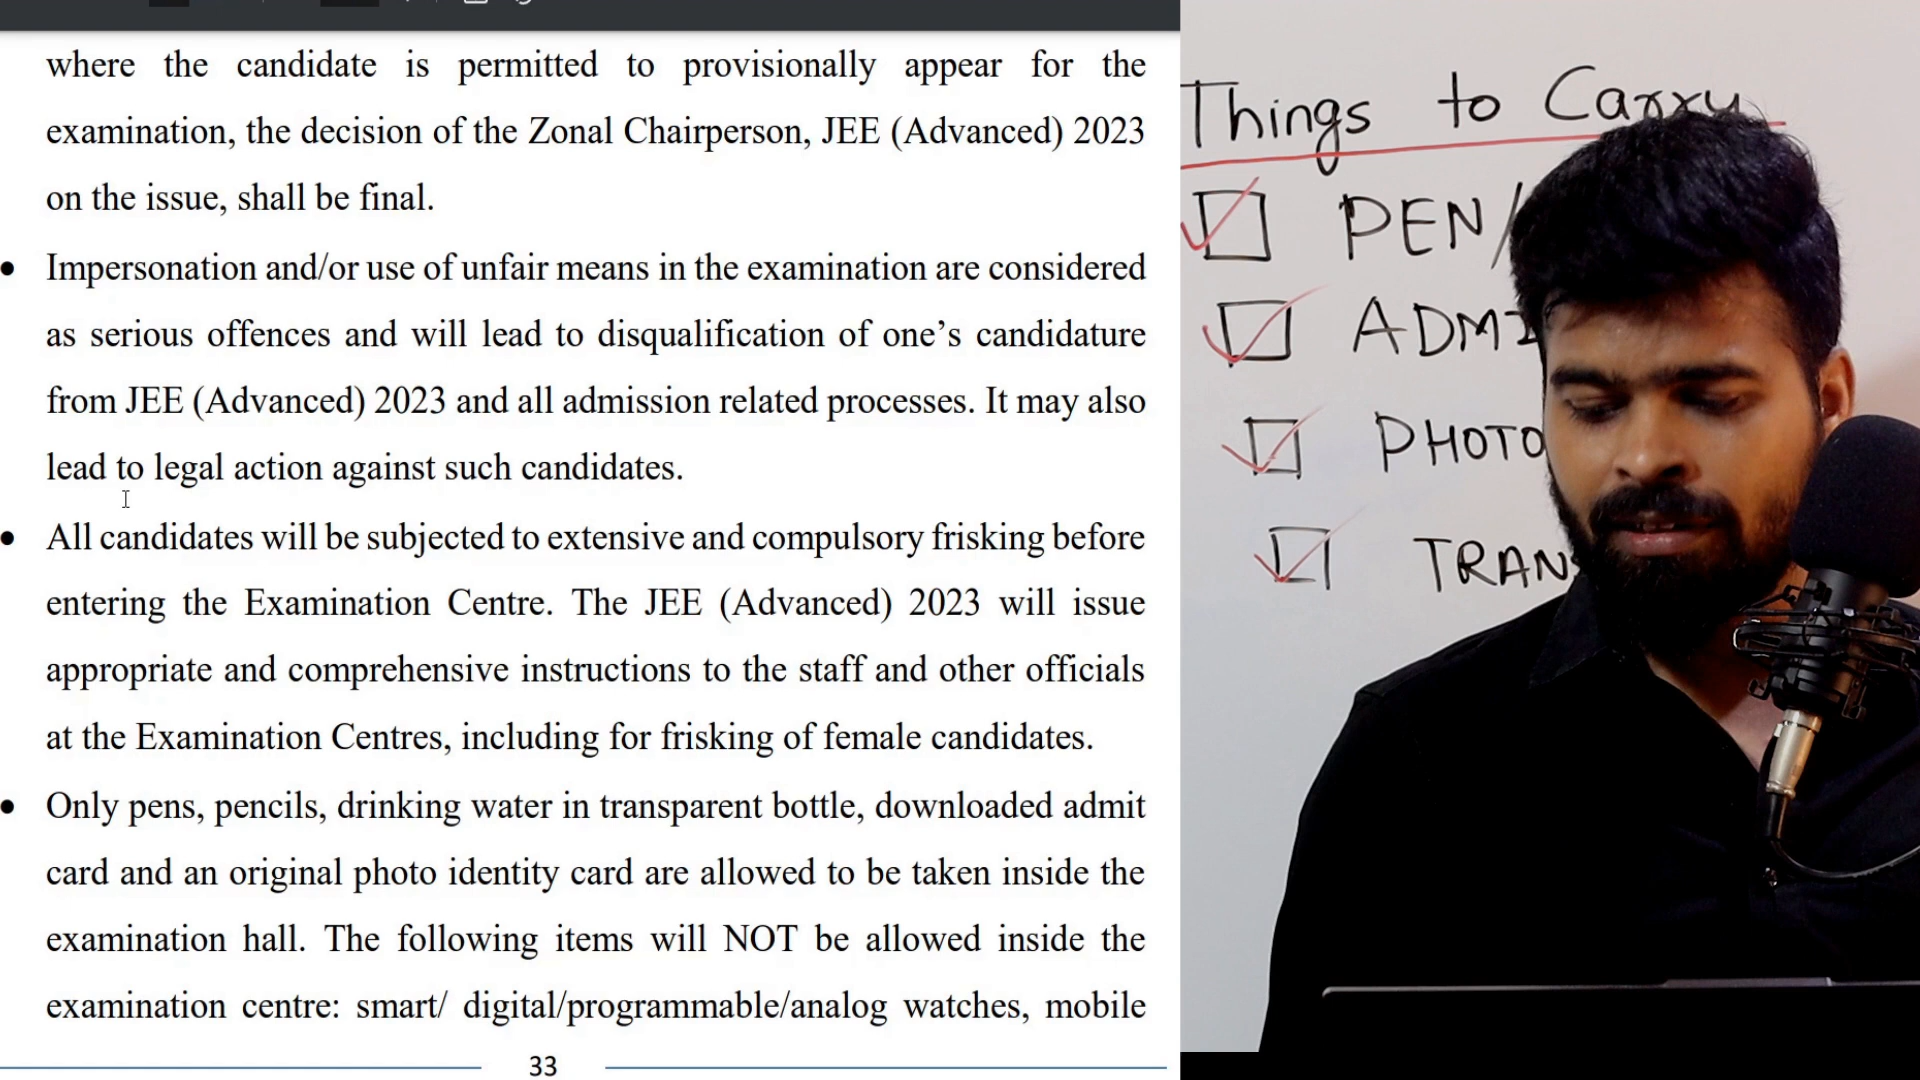 where the candidate is permitted to provisionally appear for the
examination, the decision of the Zonal Chairperson, JEE (Advanced) 2023
on the issue, shall be final.
• Impersonation and/or use of unfair means in the examination are considered
as serious offences and will lead to disqualification of one’s candidature
from JEE (Advanced) 2023 and all admission related processes. It may also
lead to legal action against such candidates.
• All candidates will be subjected to extensive and compulsory frisking before
entering the Examination Centre. The JEE (Advanced) 2023 will issue
appropriate and comprehensive instructions to the staff and other officials
at the Examination Centres, including for frisking of female candidates.
• Only pens, pencils, drinking water in transparent bottle, downloaded admit
card and an original photo identity card are allowed to be taken inside the
examination hall. The following items will NOT be allowed inside the
examination centre: smart/ digital/programmable/analog watches, mobile
33
Things to Carry
PEN/
ADMI
PHOTO
TRANS